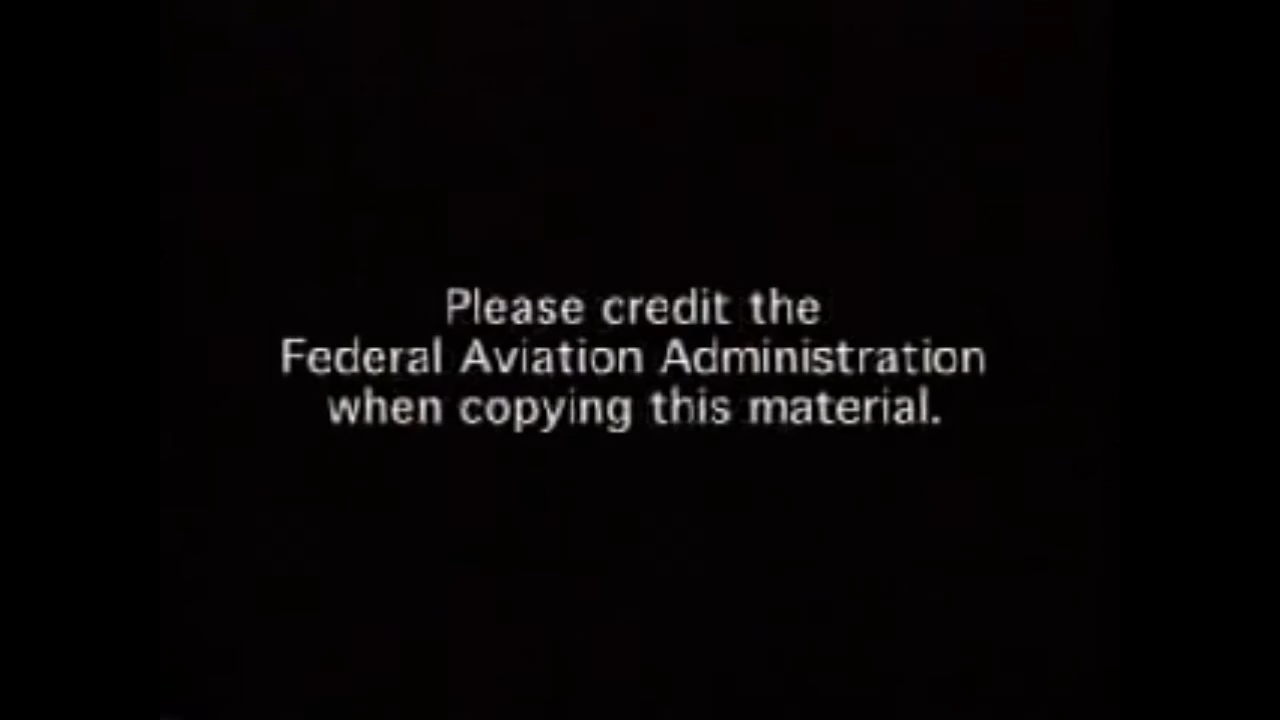 Please credit the
Federal Aviation Administration
when copying this material.